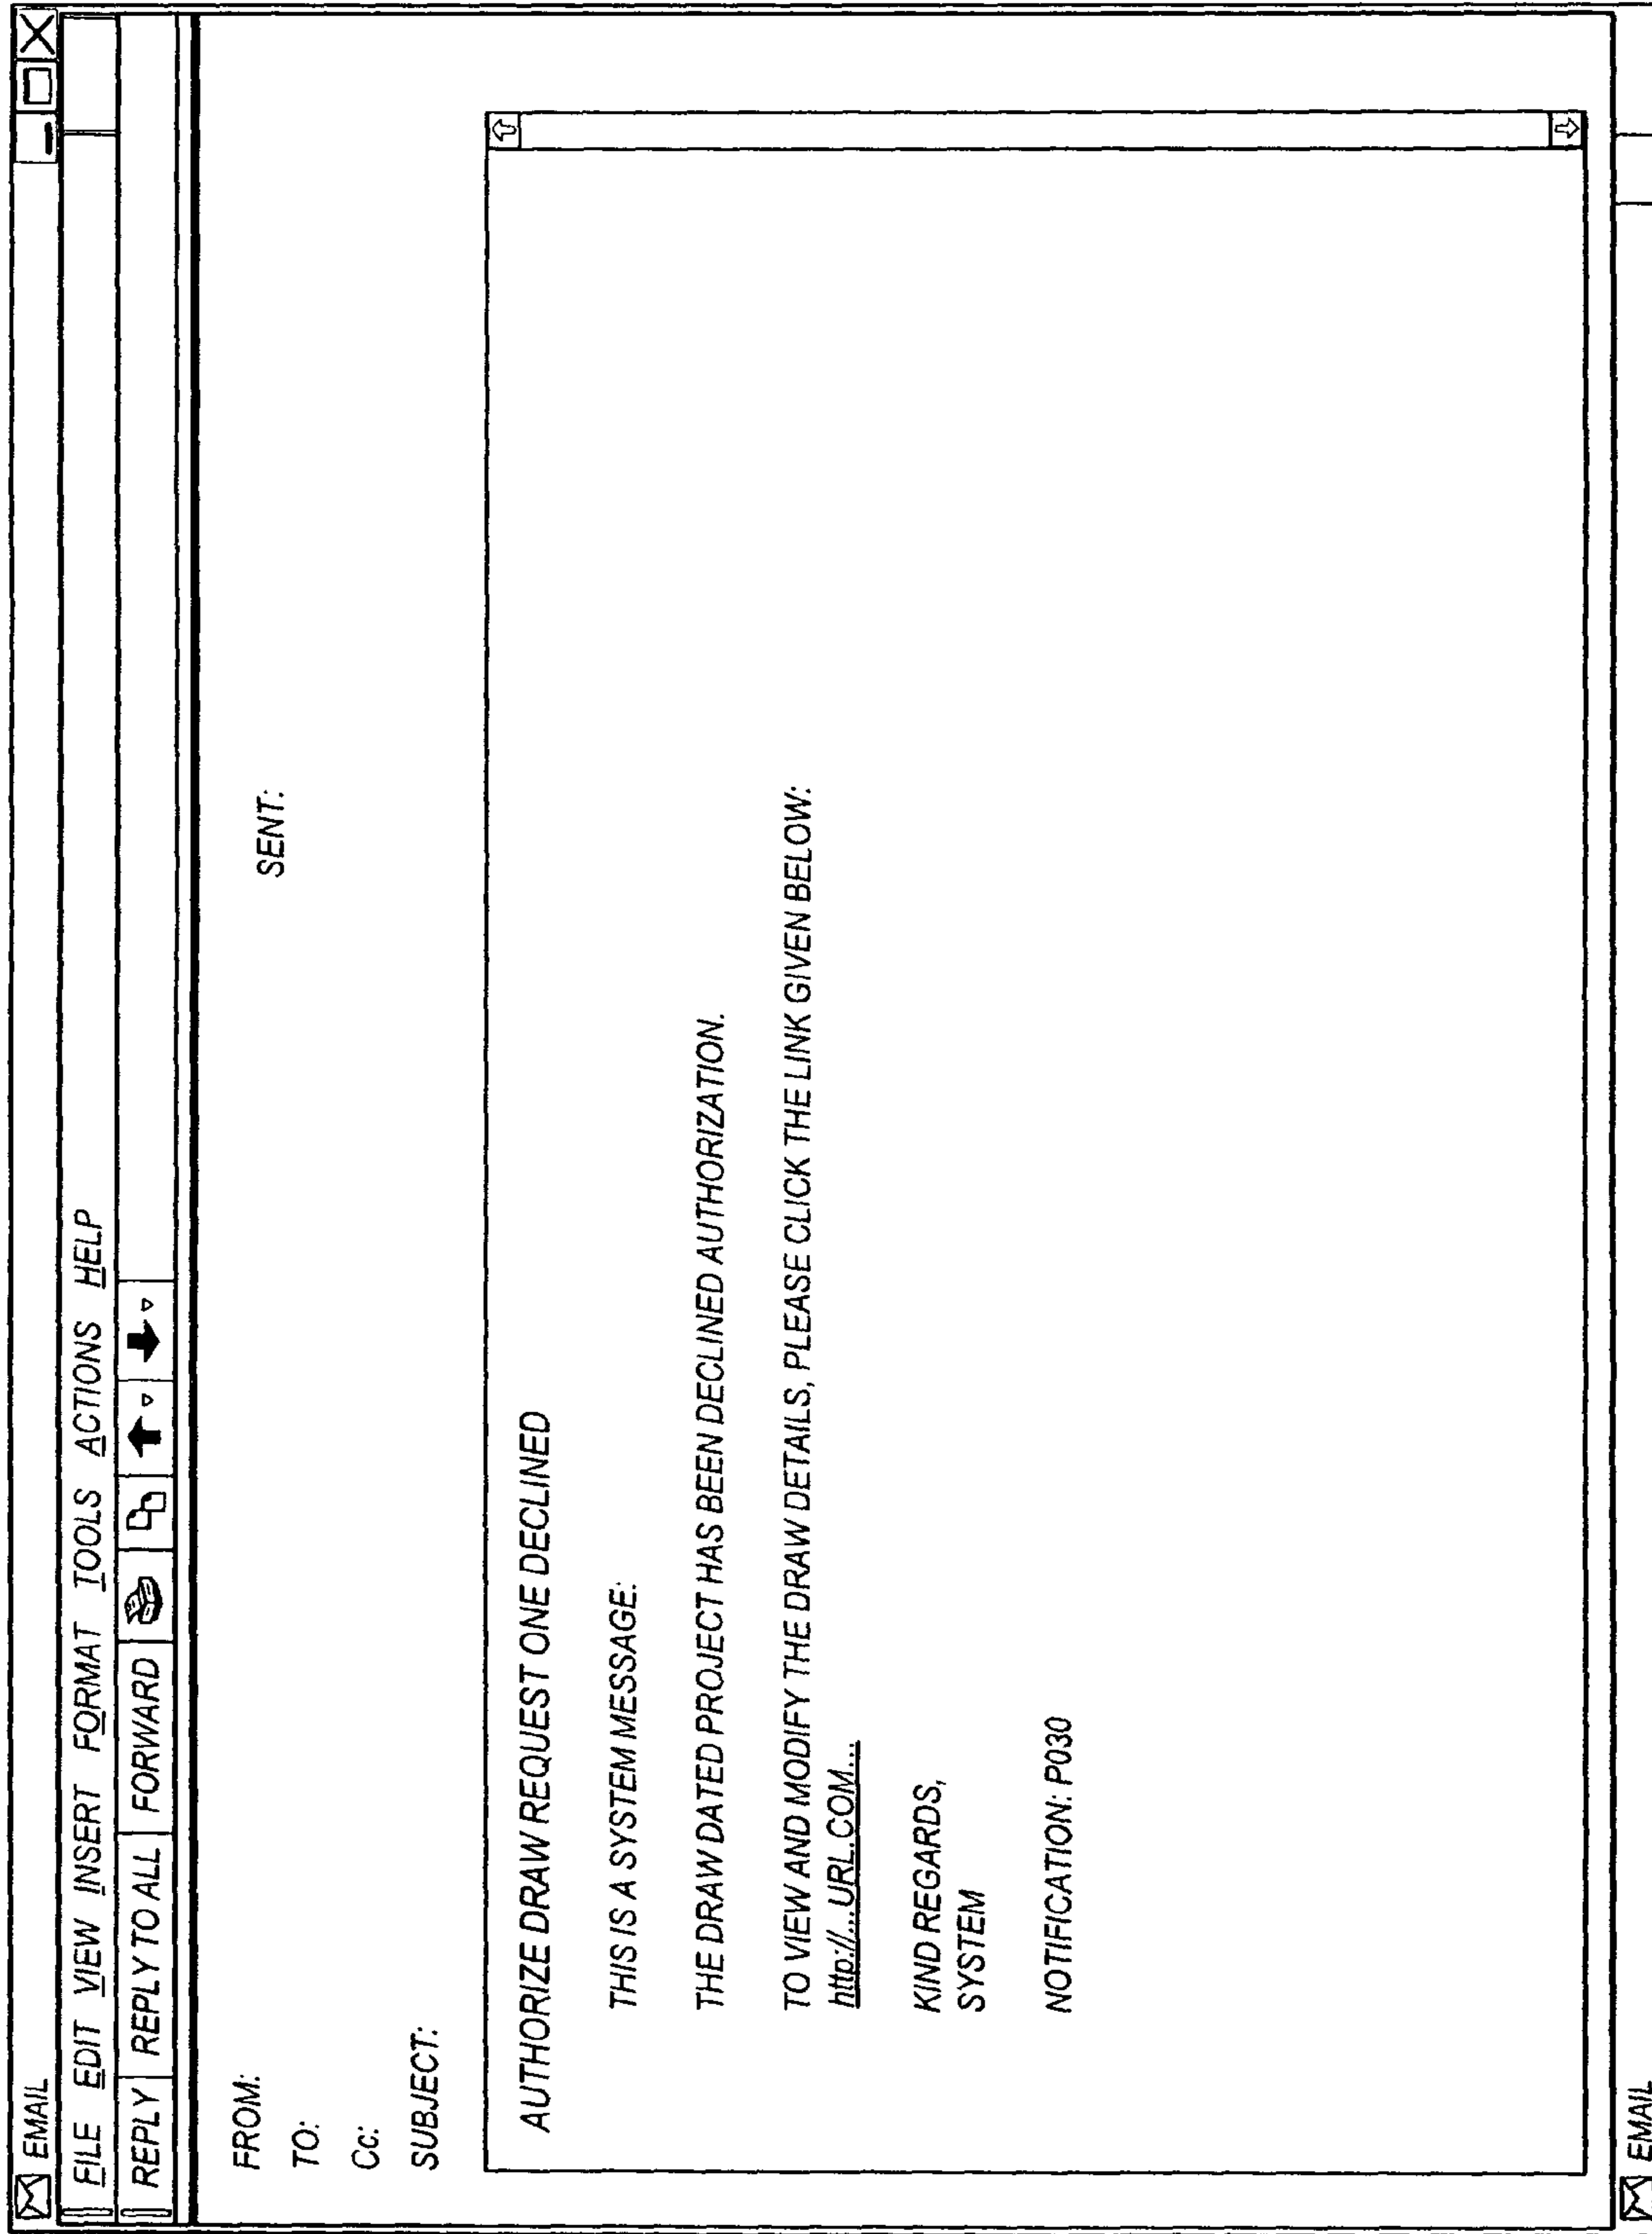 EMAIL
FILE EDIT VIEW INSERT FORMAT TOOLS ACTIONS HELP
REPLY REPLY TO ALL FORWARD
FROM:
SENT:
TO:
Cc:
SUBJECT:
AUTHORIZE DRAW REQUEST ONE DECLINED
THIS IS A SYSTEM MESSAGE:
THE DRAW DATED PROJECT HAS BEEN DECLINED AUTHORIZATION.
TO VIEW AND MODIFY THE DRAW DETAILS, PLEASE CLICK THE LINK GIVEN BELOW:
http://...URL.COM...
KIND REGARDS,
SYSTEM
NOTIFICATION: P030
EMAIL